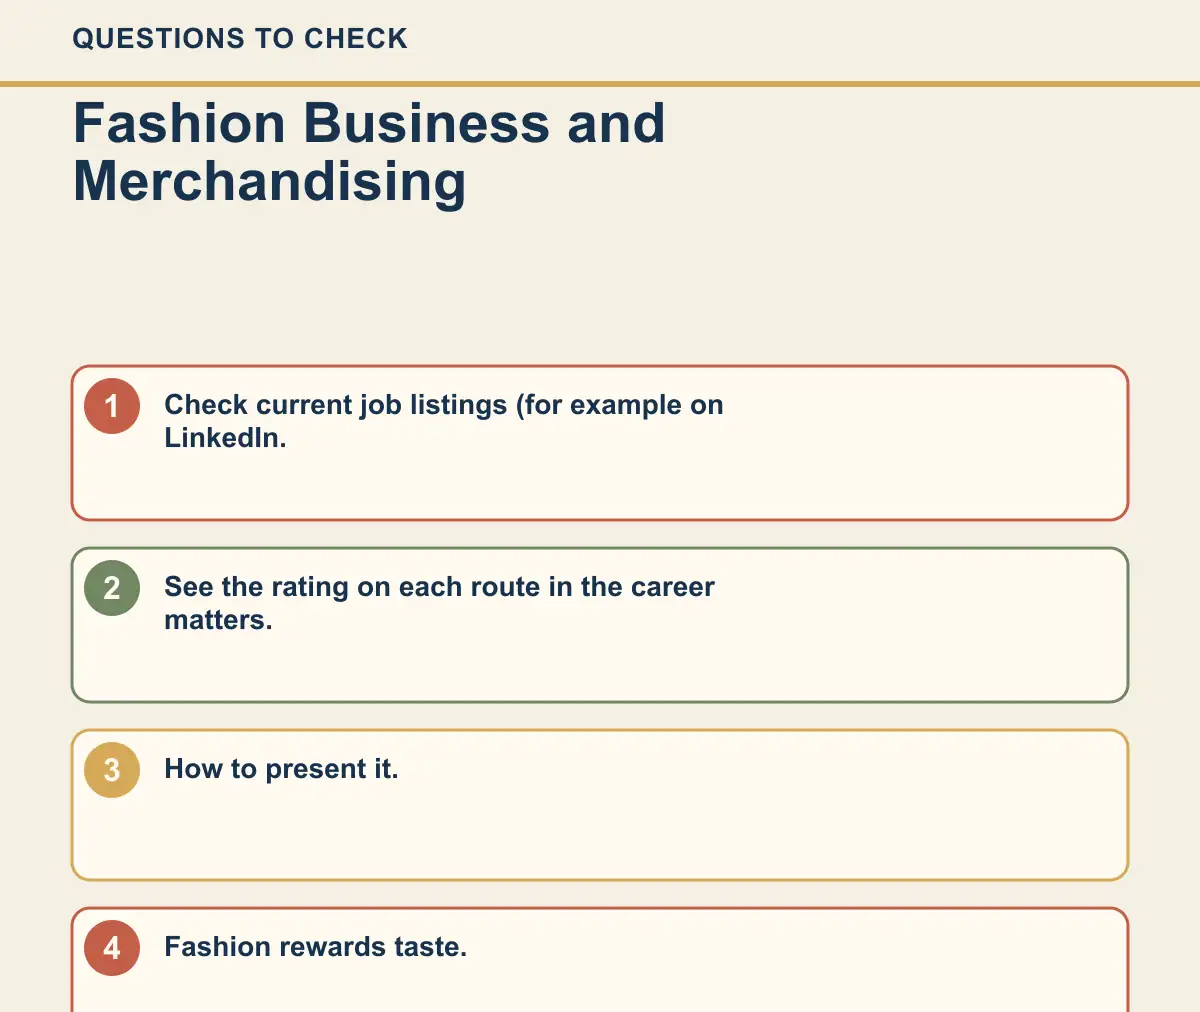 QUESTIONS TO CHECK
Fashion Business and
Merchandising
1
Check current job listings (for example on
LinkedIn.
2
See the rating on each route in the career
matters.
3
How to present it.
4
Fashion rewards taste.